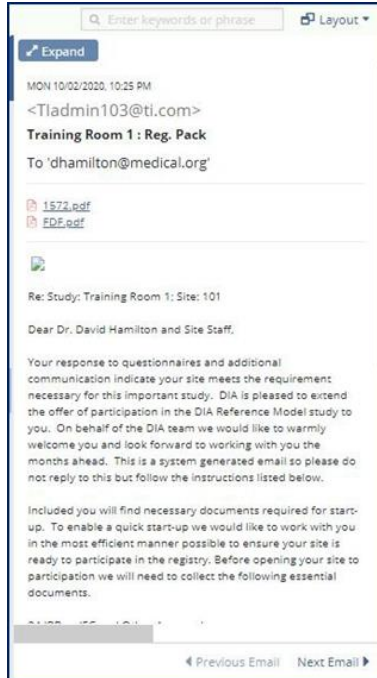 Enter keywords or phrase Layout
Expand
MON 10/02/2020, 10:25 PM
<TIadmin103@ti.com>
Training Room 1 : Reg. Pack
To 'dhamilton@medical.org'
1572.pdf
FDF.pdf
Re: Study: Training Room 1; Site: 101
Dear Dr. David Hamilton and Site Staff,
Your response to questionnaires and additional
communication indicate your site meets the requirement
necessary for this important study. DIA is pleased to extend
the offer of participation in the DIA Reference Model study to
you. On behalf of the DIA team we would like to warmly
welcome you and look forward to working with you the
months ahead. This is a system generated email so please do
not reply to this but follow the instructions listed below.
Included you will find necessary documents required for start-
up. To enable a quick start-up we would like to work with you
in the most efficient manner possible to ensure your site is
ready to participate in the registry. Before opening your site to
participation we will need to collect the following essential
documents.
Previous Email Next Email